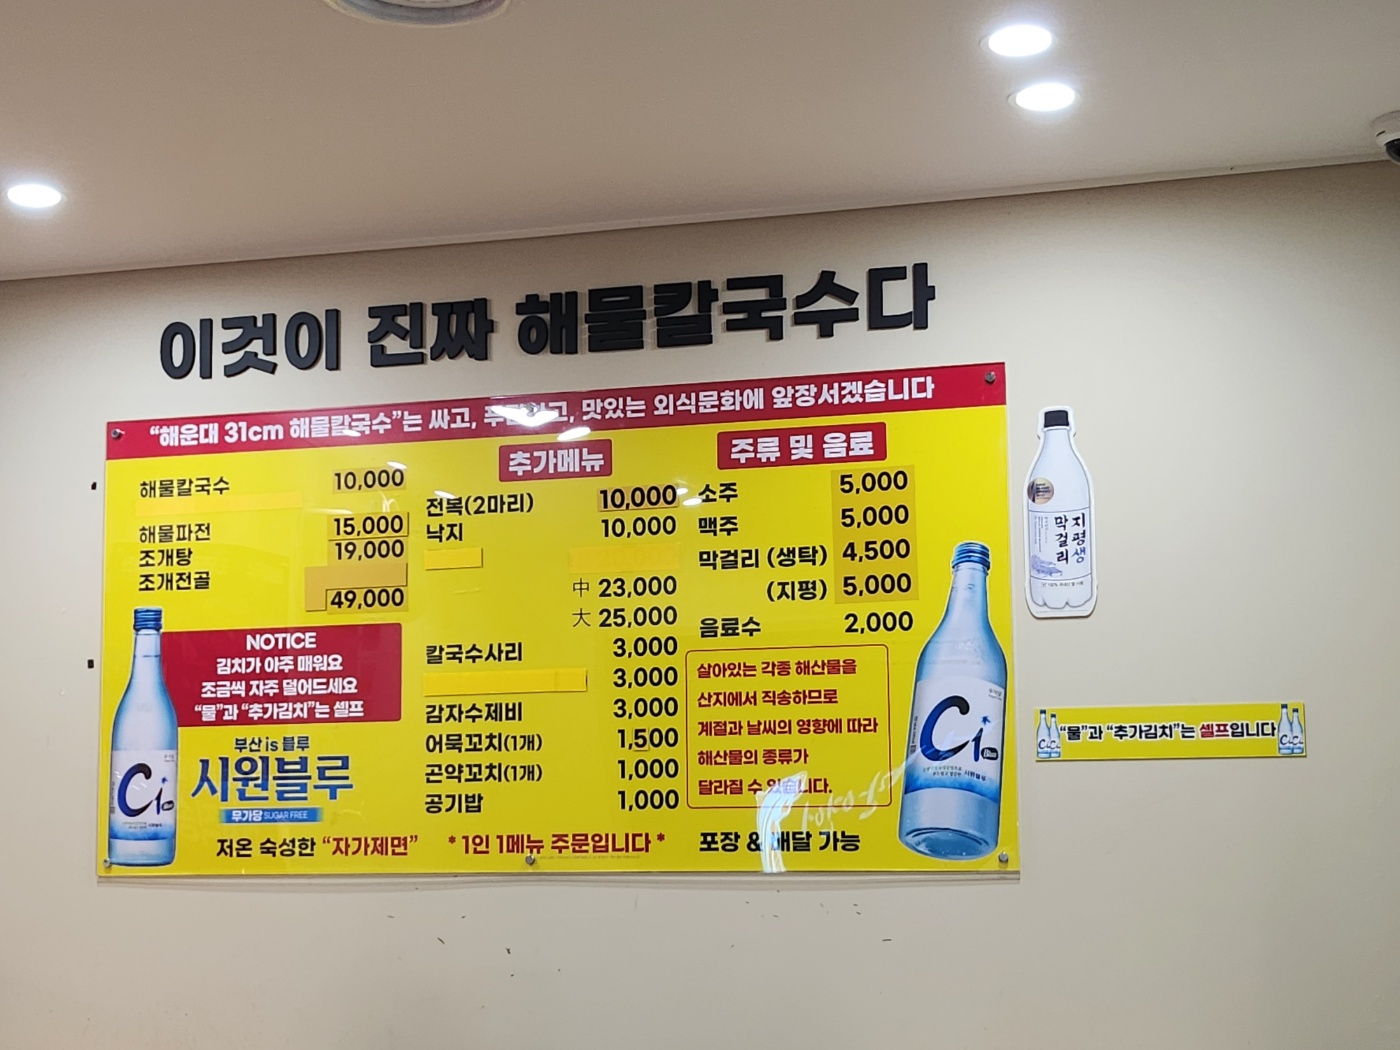 이것이 진짜 해물칼국수다
“해운대 31cm 해물칼국수”는 싸고, 맛있는 외식문화에 앞장서겠습니다
해물칼국수 10,000
해물파전 15,000
조개탕 19,000
조개전골
49,000
NOTICE
김치가 아주 매워요
조금씩 자주 덜어드세요
“물”과 “추가김치”는 셀프
부산 is 블루
시원블루
무가당 SUGAR FREE
추가메뉴
전복(2마리) 10,000
낙지 10,000
中 23,000
大 25,000
칼국수사리 3,000
3,000
감자수제비 3,000
어묵꼬치(1개) 1,500
곤약꼬치(1개) 1,000
공기밥 1,000
주류 및 음료
소주 5,000
맥주 5,000
막걸리 (생탁) 4,500
(지평) 5,000
음료수 2,000
살아있는 각종 해산물을
산지에서 직송하므로
계절과 날씨의 영향에 따라
해산물의 종류가
달라질 수 있습니다.
저온 숙성한 “자가제면” *1인 1메뉴 주문입니다* 포장 & 배달 가능
Ci
Ci
Blue
지평생
막걸리
“물”과 “추가김치”는 셀프입니다